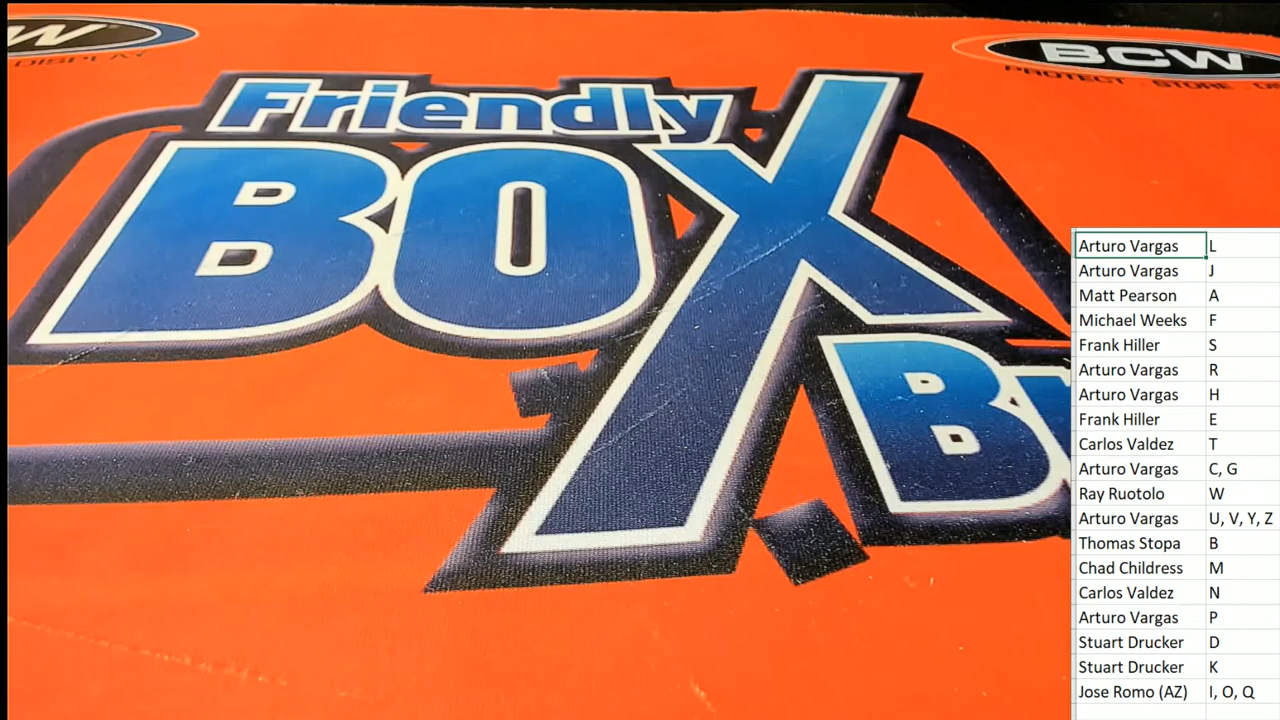 BCW
DISPLAY
PROTECT STORE
Friendly
BOX
Arturo Vargas L
Arturo Vargas J
Matt Pearson A
Michael Weeks F
Frank Hiller S
Arturo Vargas R
Arturo Vargas H
Frank Hiller E
Carlos Valdez T
Arturo Vargas C, G
Ray Ruotolo W
Arturo Vargas U, V, Y, Z
Thomas Stopa B
Chad Childress M
Carlos Valdez N
Arturo Vargas P
Stuart Drucker D
Stuart Drucker K
Jose Romo (AZ) I, O, Q